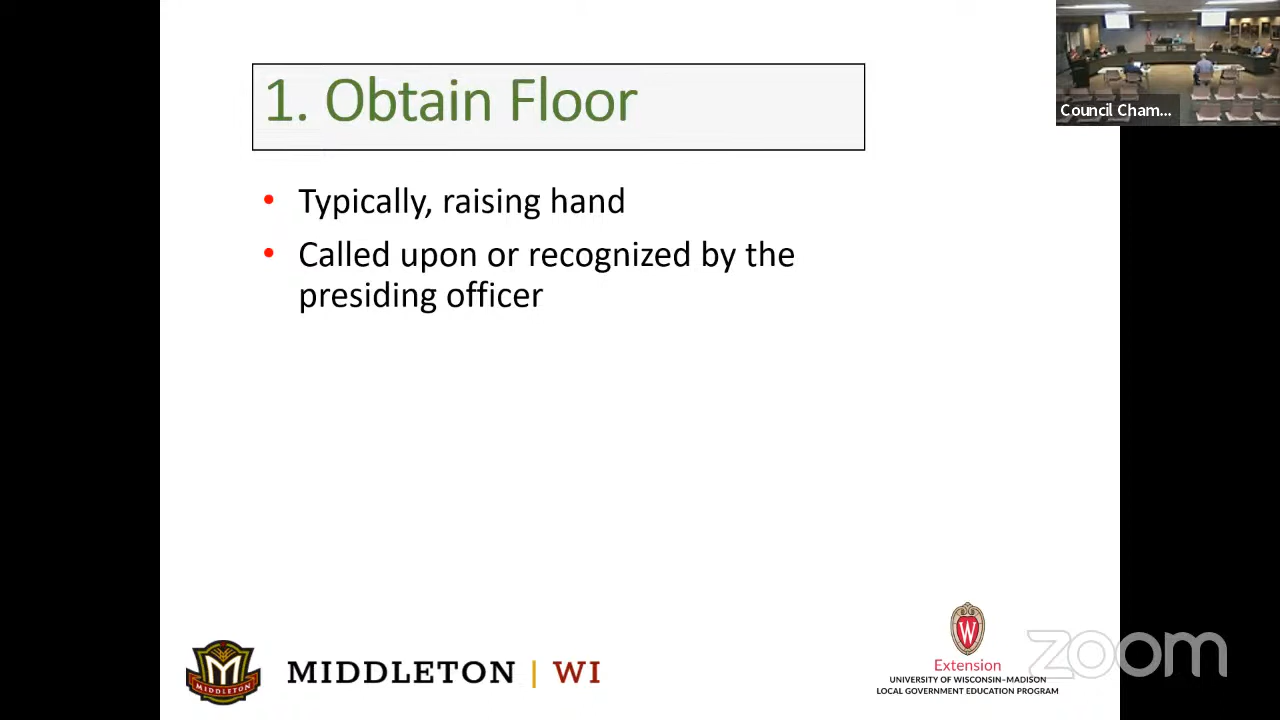 1. Obtain Floor
Council Cham...
• Typically, raising hand
• Called upon or recognized by the
presiding officer
MIDDLETON
MIDDLETON | WI
W
Extension
UNIVERSITY OF WISCONSIN–MADISON
LOCAL GOVERNMENT EDUCATION PROGRAM
zoom